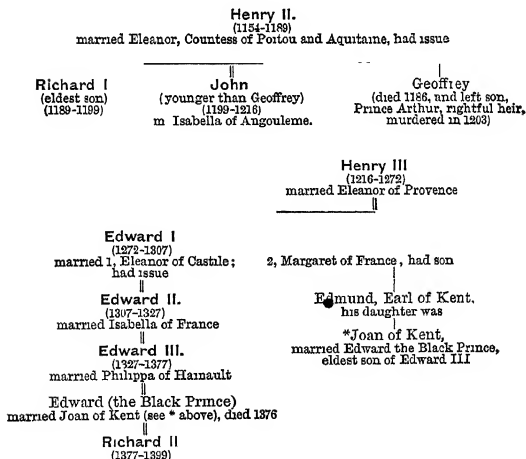 Henry II.
(1154-1189)
married Eleanor, Countess of Poitou and Aquitaine, had issue
Richard I
(eldest son)
(1189-1199)
John
(younger than Geoffrey)
(1199-1216)
m Isabella of Angouleme.
Geoffrey
(died 1186, and left son,
Prince Arthur, rightful heir,
murdered in 1203)
Henry III
(1216-1272)
married Eleanor of Provence
Edward I
(1272-1307)
married 1, Eleanor of Castile;
had issue
2, Margaret of France, had son
Edward II.
(1307-1327)
married Isabella of France
Edmund, Earl of Kent.
his daughter was
*Joan of Kent,
married Edward the Black Prince,
eldest son of Edward III
Edward III.
(1327-1377)
married Philippa of Hainault
Edward (the Black Prince)
married Joan of Kent (see * above), died 1376
Richard II
(1377-1399)